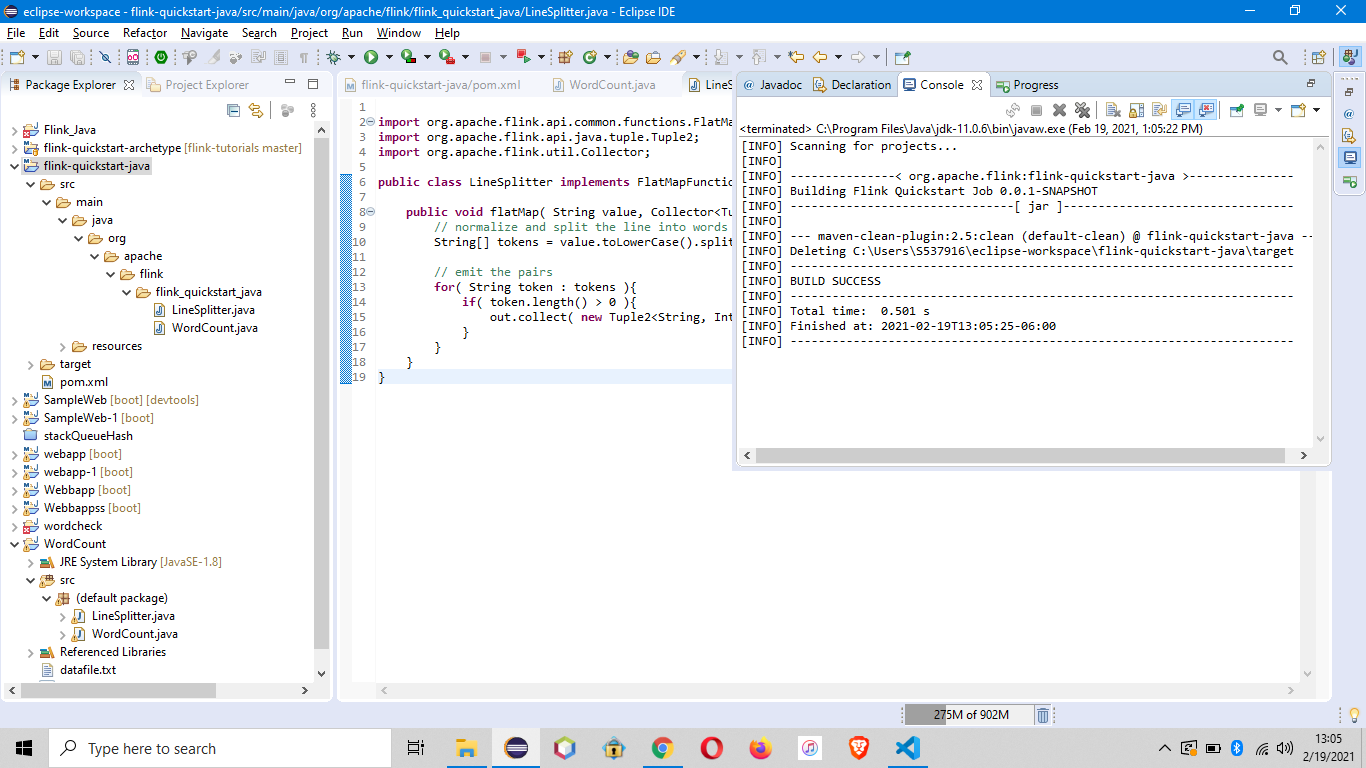 eclipse-workspace - flink-quickstart-java/src/main/java/org/apache/flink/flink_quickstart_java/LineSplitter.java - Eclipse IDE
File Edit Source Refactor Navigate Search Project Run Window Help
Package Explorer Project Explorer
Flink_Java
flink-quickstart-archetype [flink-tutorials master]
flink-quickstart-java
src
main
java
org
apache
flink
flink_quickstart_java
LineSplitter.java
WordCount.java
resources
target
pom.xml
SampleWeb [boot] [devtools]
SampleWeb-1 [boot]
stackQueueHash
webapp [boot]
webapp-1 [boot]
Webbapp [boot]
Webbappss [boot]
wordcheck
WordCount
JRE System Library [JavaSE-1.8]
src
(default package)
LineSplitter.java
WordCount.java
Referenced Libraries
datafile.txt
flink-quickstart-java/pom.xml WordCount.java LineS
1
2 import org.apache.flink.api.common.functions.FlatMa
3 import org.apache.flink.api.java.tuple.Tuple2;
4 import org.apache.flink.util.Collector;
5
6 public class LineSplitter implements FlatMapFunctio
7
8 public void flatMap( String value, Collector<Tu
9 // normalize and split the line into words
10 String[] tokens = value.toLowerCase().split
11
12 // emit the pairs
13 for( String token : tokens ){
14 if( token.length() > 0 ){
15 out.collect( new Tuple2<String, Int
16 }
17 }
18 }
19 }
@ Javadoc Declaration Console Progress
<terminated> C:\Program Files\Java\jdk-11.0.6\bin\javaw.exe (Feb 19, 2021, 1:05:22 PM)
[INFO] Scanning for projects...
[INFO]
[INFO] ---------------< org.apache.flink:flink-quickstart-java >---------------
[INFO] Building Flink Quickstart Job 0.0.1-SNAPSHOT
[INFO] --------------------------------[ jar ]---------------------------------
[INFO]
[INFO] --- maven-clean-plugin:2.5:clean (default-clean) @ flink-quickstart-java --
[INFO] Deleting C:\Users\S537916\eclipse-workspace\flink-quickstart-java\target
[INFO] ------------------------------------------------------------------------
[INFO] BUILD SUCCESS
[INFO] ------------------------------------------------------------------------
[INFO] Total time:  0.501 s
[INFO] Finished at: 2021-02-19T13:05:25-06:00
[INFO] ------------------------------------------------------------------------
275M of 902M
Type here to search
13:05
2/19/2021